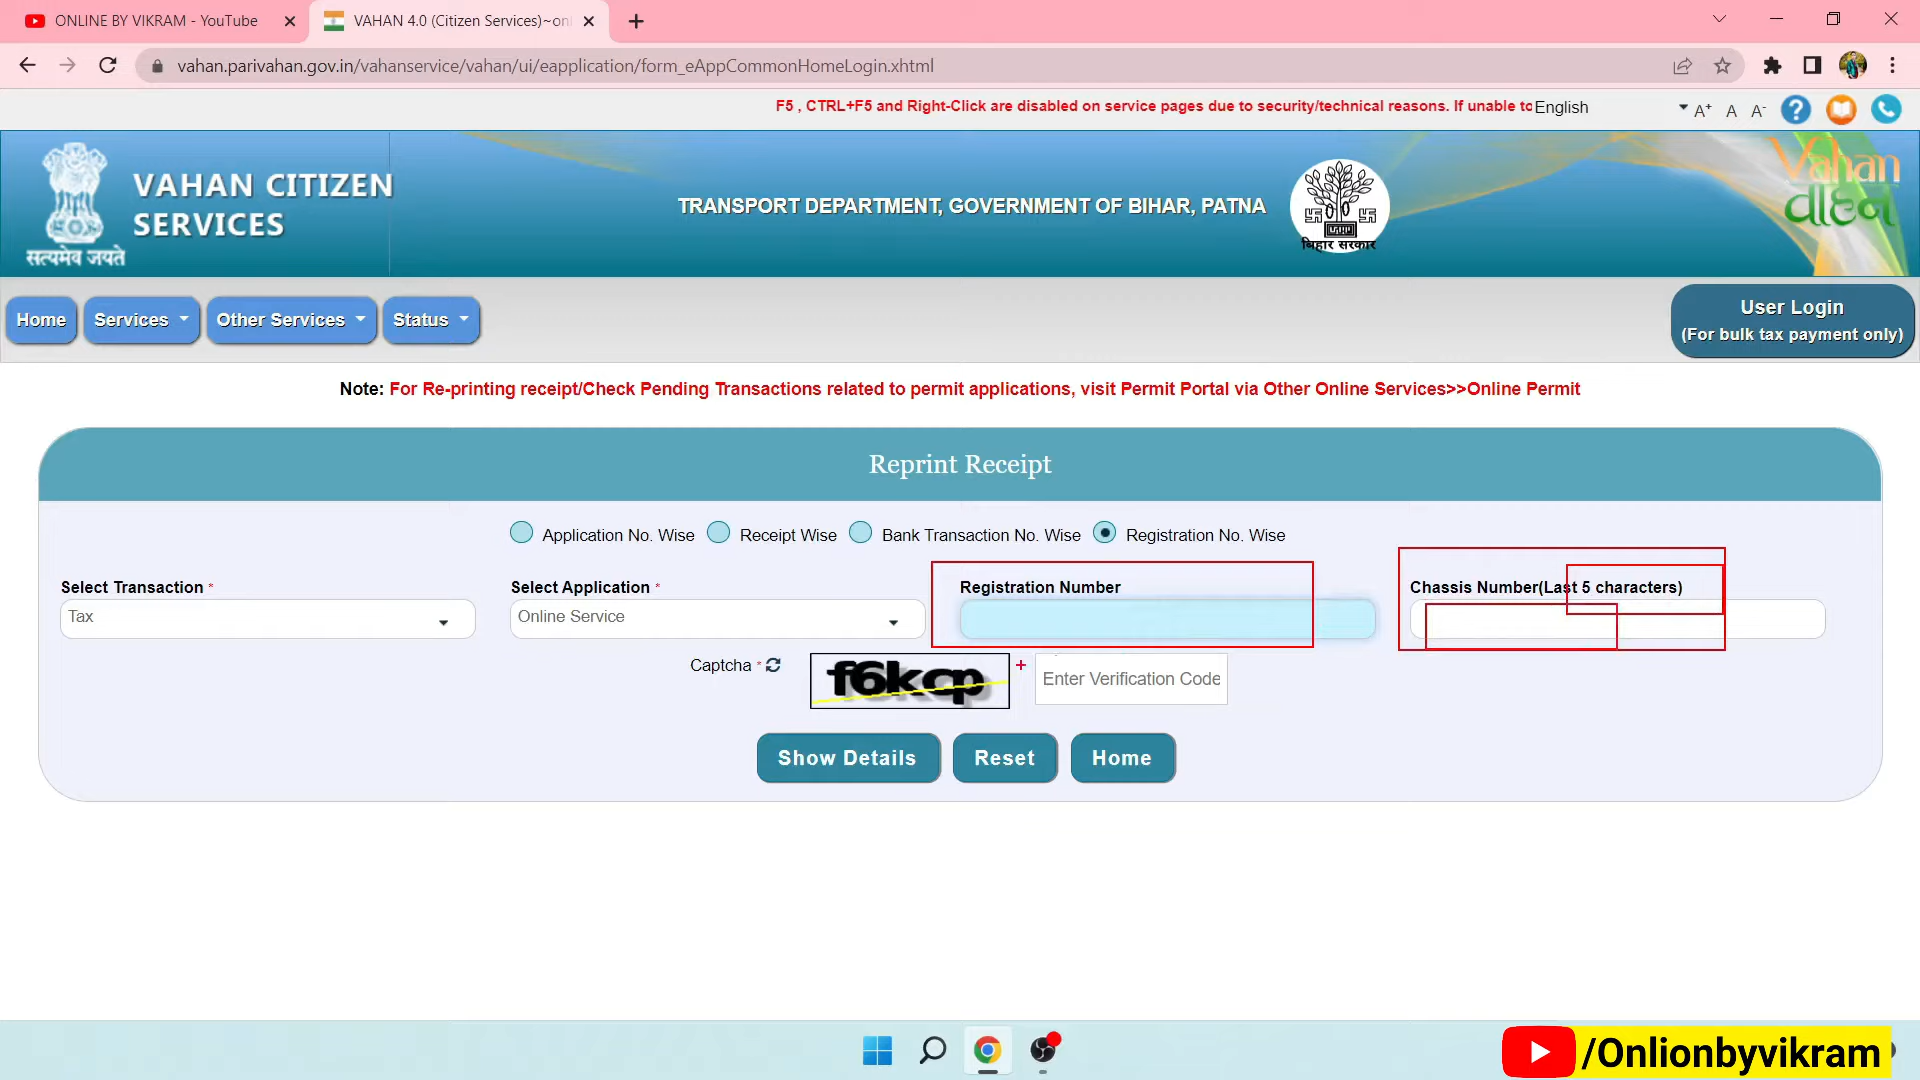 ONLINE BY VIKRAM - YouTube
VAHAN 4.0 (Citizen Services)~onl
vahan.parivahan.gov.in/vahanservice/vahan/ui/eapplication/form_eAppCommonHomeLogin.xhtml
F5 , CTRL+F5 and Right-Click are disabled on service pages due to security/technical reasons. If unable to
English
A+ A A-
VAHAN CITIZEN
SERVICES
सत्यमेव जयते
TRANSPORT DEPARTMENT, GOVERNMENT OF BIHAR, PATNA
बिहार सरकार
Vahan
वाहन
Home Services Other Services Status
User Login
(For bulk tax payment only)
Note: For Re-printing receipt/Check Pending Transactions related to permit applications, visit Permit Portal via Other Online Services>>Online Permit
Reprint Receipt
Application No. Wise Receipt Wise Bank Transaction No. Wise Registration No. Wise
Select Transaction * Select Application * Registration Number Chassis Number(Last 5 characters)
Tax Online Service
Captcha * f6kcp + Enter Verification Code
Show Details Reset Home
/Onlionbyvikram